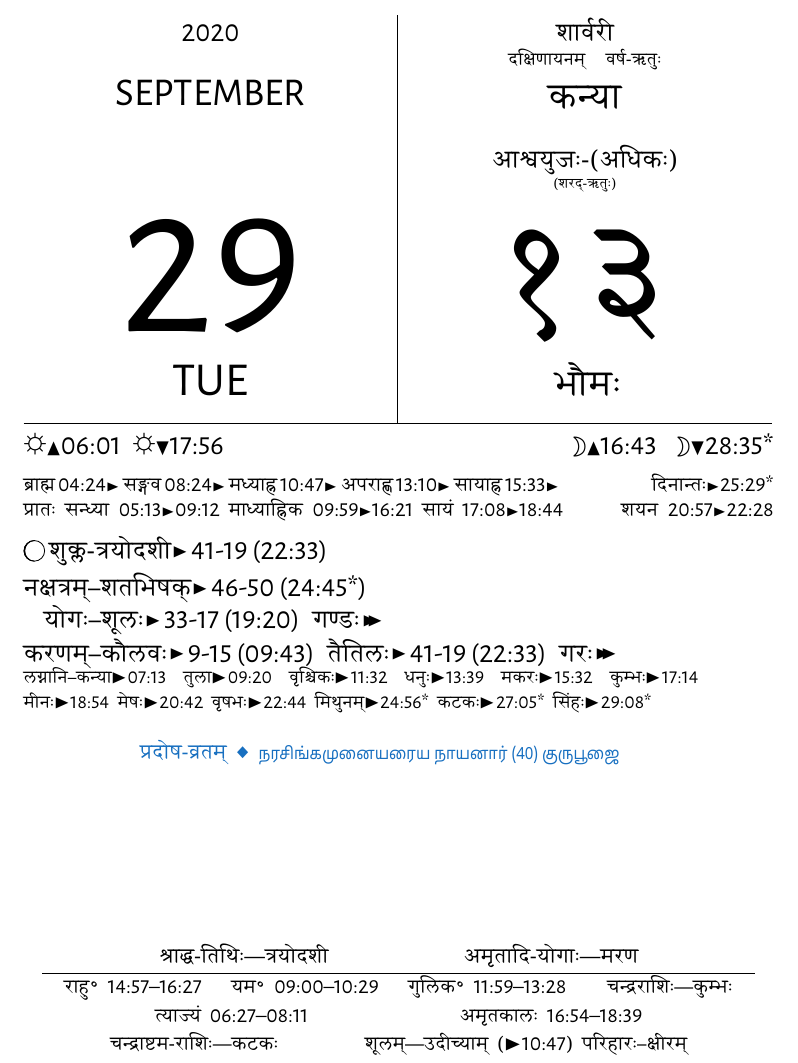 2020
SEPTEMBER
29
TUE
शार्वरी
दक्षिणायनम् वर्ष-ऋतुः
कन्या
आश्वयुजः-(अधिकः)
(शरद्-ऋतुः)
१३
भौमः
☼▲06:01 ☼▼17:56 ☽▲16:43 ☽▼28:35*
ब्राह्म 04:24► सङ्गव 08:24► मध्याह्न 10:47► अपराह्ण 13:10► सायाह्न 15:33► दिनान्तः►25:29*
प्रातः सन्ध्या 05:13►09:12 माध्याह्निक 09:59►16:21 सायं 17:08►18:44 शयन 20:57►22:28
◯ शुक्ल-त्रयोदशी► 41-19 (22:33)
नक्षत्रम्–शतभिषक्► 46-50 (24:45*)
योगः–शूलः► 33-17 (19:20) गण्डः►►
करणम्–कौलवः► 9-15 (09:43) तैतिलः► 41-19 (22:33) गरः►►
लग्नानि–कन्या►07:13 तुला►09:20 वृश्चिकः►11:32 धनुः►13:39 मकरः►15:32 कुम्भः►17:14
मीनः►18:54 मेषः►20:42 वृषभः►22:44 मिथुनम्►24:56* कटकः►27:05* सिंहः►29:08*
प्रदोष-व्रतम् ◆ நரசிங்கமுனையரைய நாயனார் (40) குருபூஜை
श्राद्ध-तिथिः—त्रयोदशी अमृतादि-योगाः—मरण
राहु॰ 14:57–16:27 यम॰ 09:00–10:29 गुलिक॰ 11:59–13:28 चन्द्रराशिः—कुम्भः
त्याज्यं 06:27–08:11 अमृतकालः 16:54–18:39
चन्द्राष्टम-राशिः—कटकः शूलम्—उदीच्याम् (►10:47) परिहारः–क्षीरम्